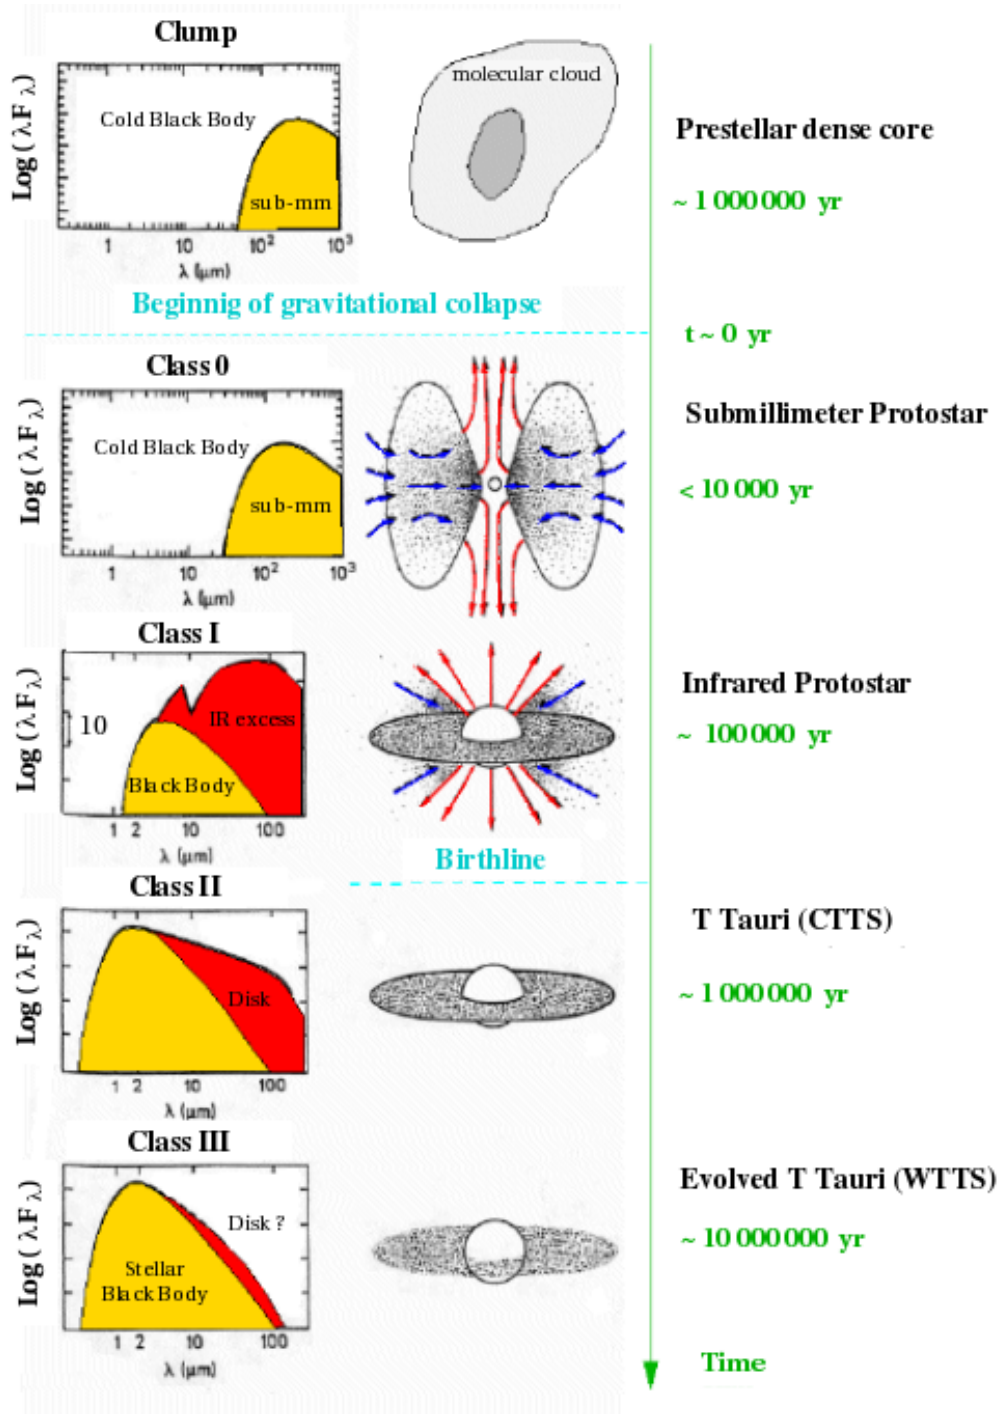 Clump
Log ( λ F λ )
Cold Black Body
sub-mm
1 10 10² 10³
λ (μm)
molecular cloud
Prestellar dense core
~ 1 000 000 yr
Beginnig of gravitational collapse
t ~ 0 yr
Class 0
Log ( λ F λ )
Cold Black Body
sub-mm
1 10 10² 10³
λ (μm)
Submillimeter Protostar
< 10 000 yr
Class I
Log ( λ F λ )
10
IR excess
Black Body
1 2 10 100
λ (μm)
Infrared Protostar
~ 100 000 yr
Birthline
Class II
Log ( λ F λ )
Disk
1 2 10 100
λ (μm)
T Tauri (CTTS)
~ 1 000 000 yr
Class III
Log ( λ F λ )
Disk ?
Stellar
Black Body
1 2 10 100
λ (μm)
Evolved T Tauri (WTTS)
~ 10 000 000 yr
Time